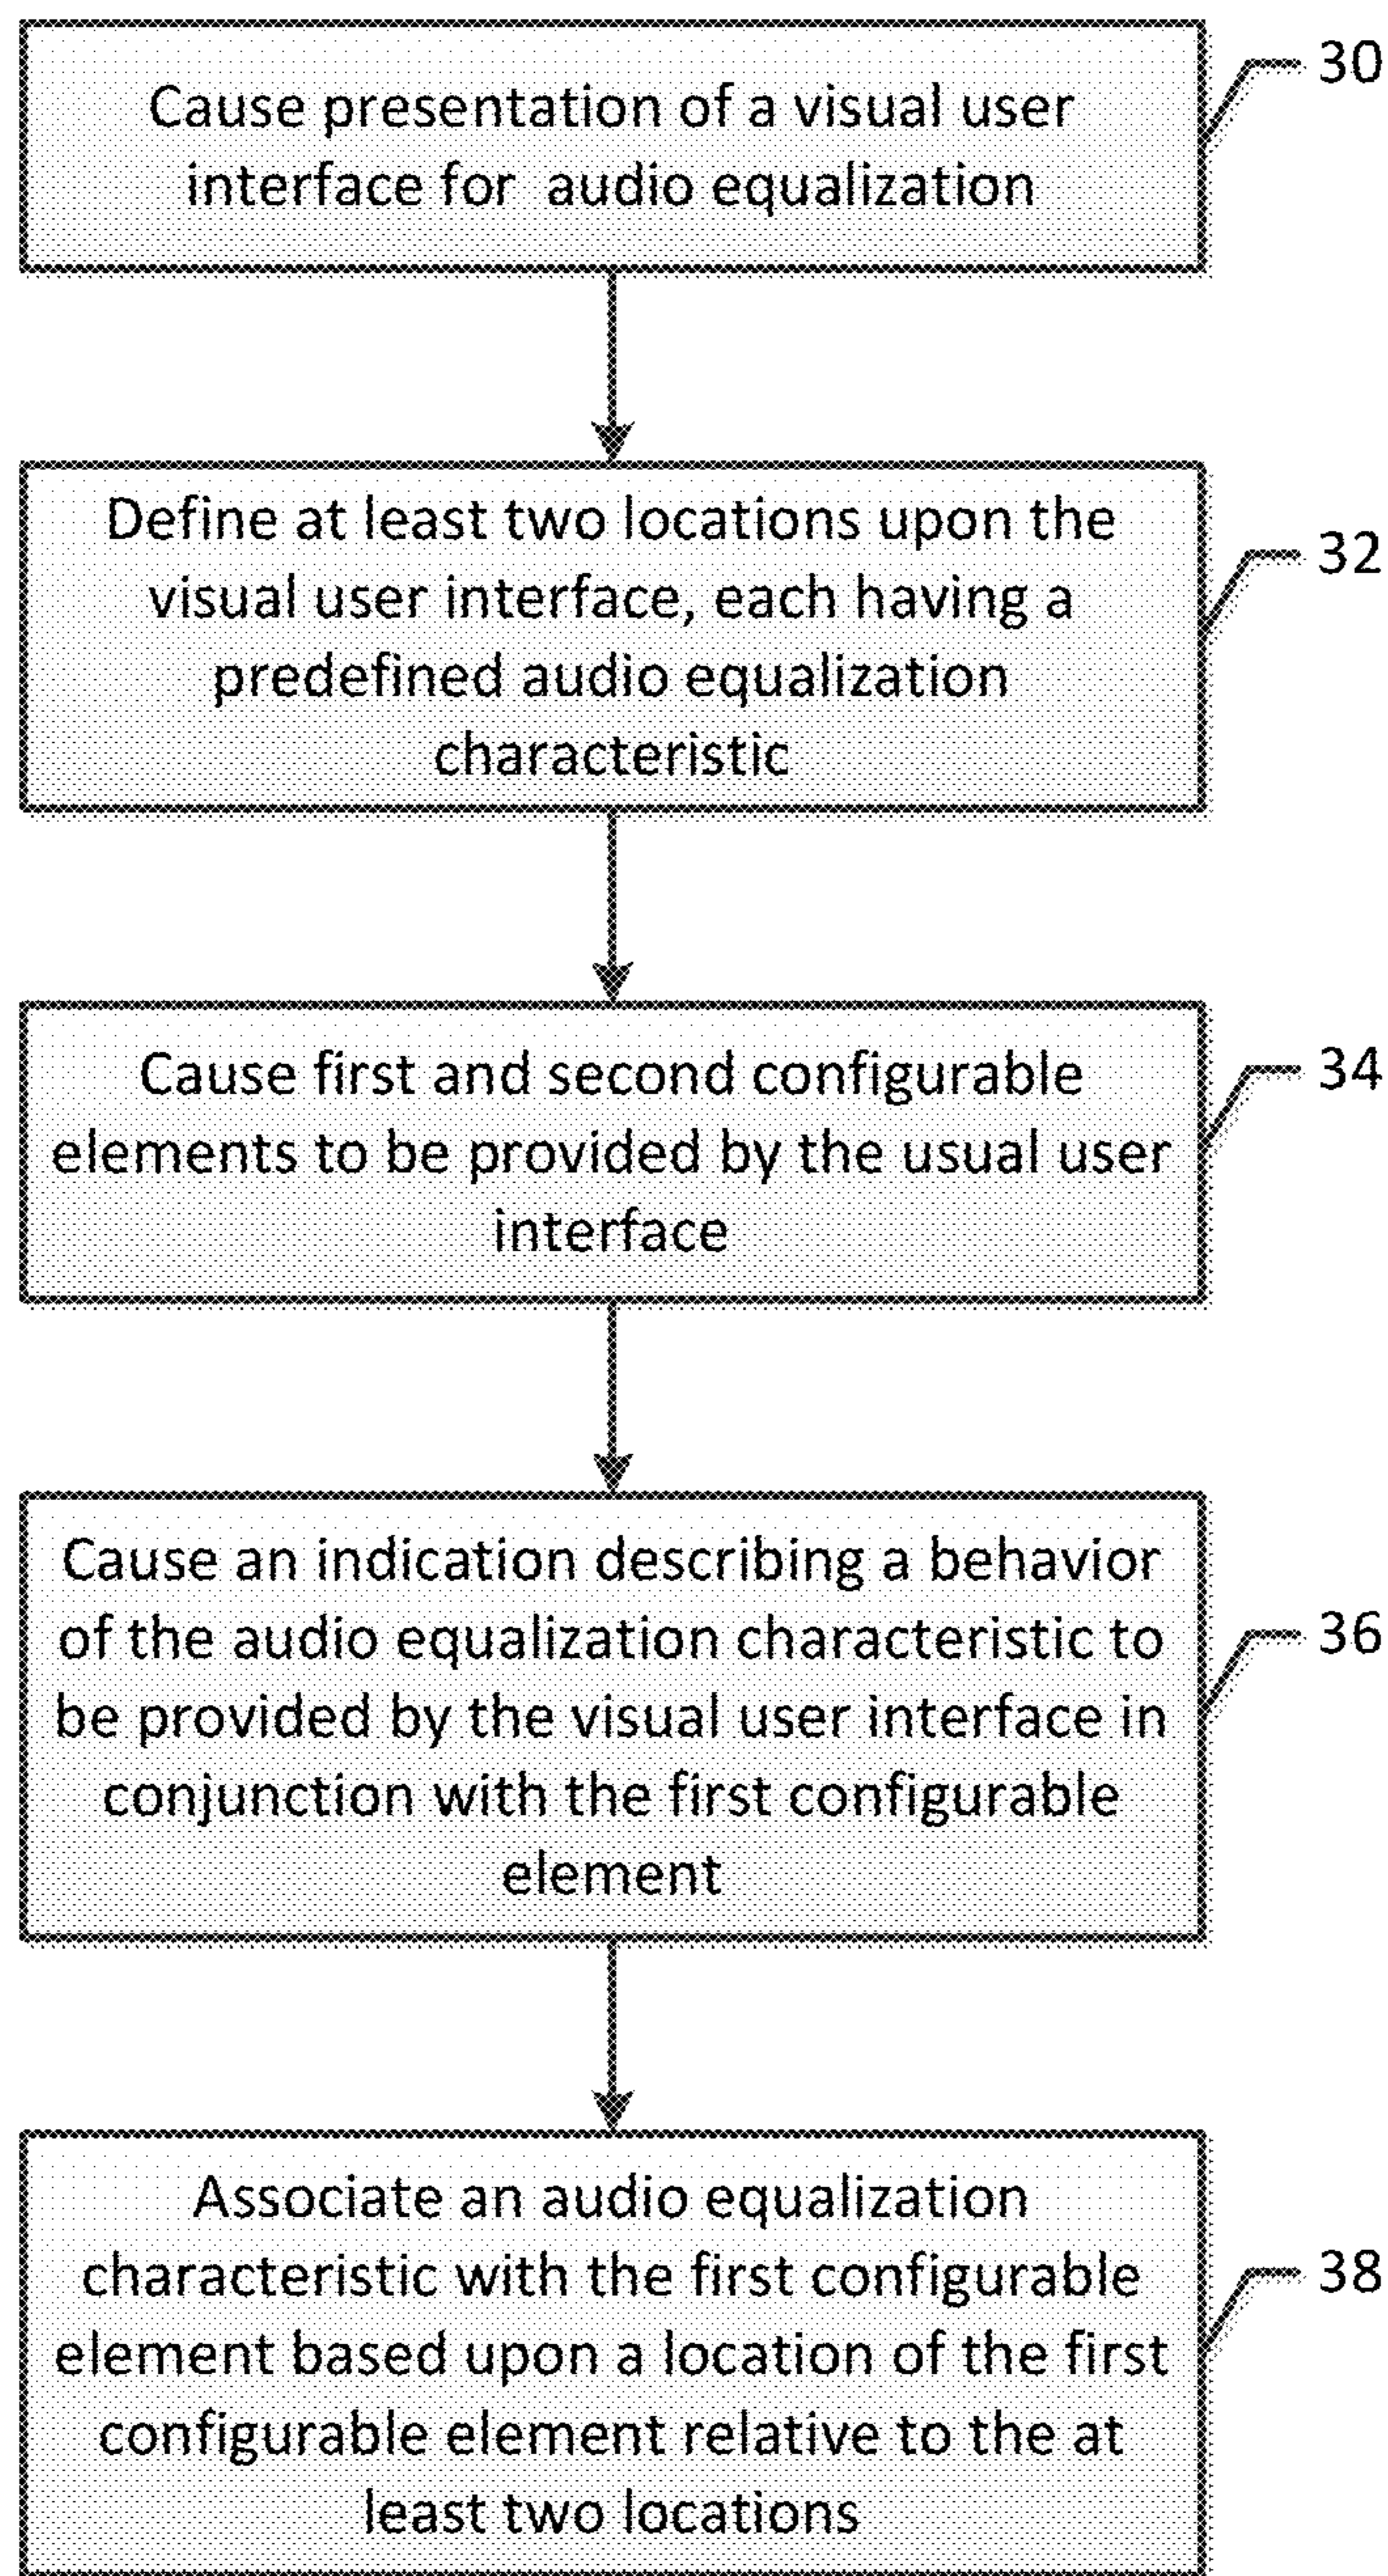 Cause presentation of a visual user
interface for audio equalization
30
Define at least two locations upon the
visual user interface, each having a
predefined audio equalization
characteristic
32
Cause first and second configurable
elements to be provided by the usual user
interface
34
Cause an indication describing a behavior
of the audio equalization characteristic to
be provided by the visual user interface in
conjunction with the first configurable
element
36
Associate an audio equalization
characteristic with the first configurable
element based upon a location of the first
configurable element relative to the at
least two locations
38